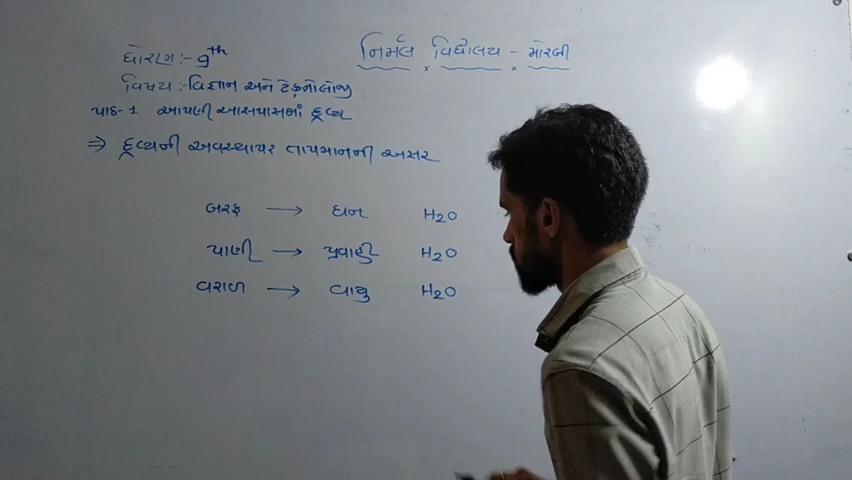 નિર્મલ વિદ્યાલય - મોરબી
ધોરણ :- 9th
વિષય :- વિજ્ઞાન અને ટેકનોલોજી
પાઠ- 1 આપણી આસપાસમાં દ્રવ્ય
⇒ દ્રવ્યની અવસ્થાપર તાપમાનની અસર
બરફ → ઘન H2O
પાણી → પ્રવાહી H2O
વરાળ → વાયુ H2O